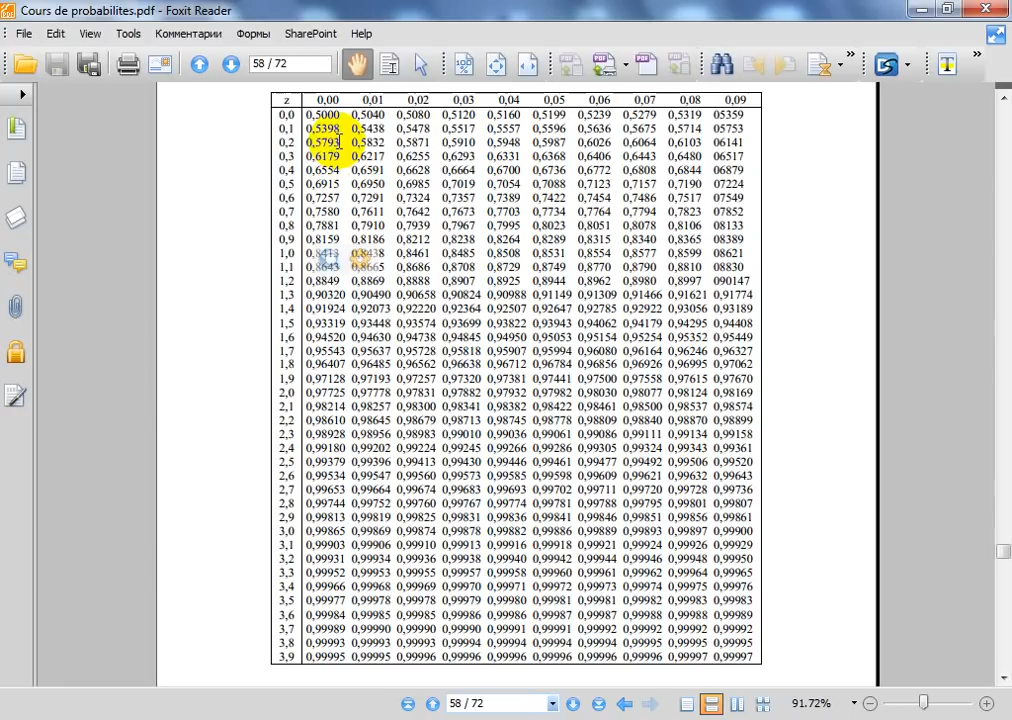 Cours de probabilites.pdf - Foxit Reader
File Edit View Tools Комментарии Формы SharePoint Help
58 / 72
z 0,00 0,01 0,02 0,03 0,04 0,05 0,06 0,07 0,08 0,09
0,0 0,5000 0,5040 0,5080 0,5120 0,5160 0,5199 0,5239 0,5279 0,5319 05359
0,1 0,5398 0,5438 0,5478 0,5517 0,5557 0,5596 0,5636 0,5675 0,5714 05753
0,2 0,5793 0,5832 0,5871 0,5910 0,5948 0,5987 0,6026 0,6064 0,6103 06141
0,3 0,6179 0,6217 0,6255 0,6293 0,6331 0,6368 0,6406 0,6443 0,6480 06517
0,4 0,6554 0,6591 0,6628 0,6664 0,6700 0,6736 0,6772 0,6808 0,6844 06879
0,5 0,6915 0,6950 0,6985 0,7019 0,7054 0,7088 0,7123 0,7157 0,7190 07224
0,6 0,7257 0,7291 0,7324 0,7357 0,7389 0,7422 0,7454 0,7486 0,7517 07549
0,7 0,7580 0,7611 0,7642 0,7673 0,7703 0,7734 0,7764 0,7794 0,7823 07852
0,8 0,7881 0,7910 0,7939 0,7967 0,7995 0,8023 0,8051 0,8078 0,8106 08133
0,9 0,8159 0,8186 0,8212 0,8238 0,8264 0,8289 0,8315 0,8340 0,8365 08389
1,0 0,8413 0,8438 0,8461 0,8485 0,8508 0,8531 0,8554 0,8577 0,8599 08621
1,1 0,8643 0,8665 0,8686 0,8708 0,8729 0,8749 0,8770 0,8790 0,8810 08830
1,2 0,8849 0,8869 0,8888 0,8907 0,8925 0,8944 0,8962 0,8980 0,8997 090147
1,3 0,90320 0,90490 0,90658 0,90824 0,90988 0,91149 0,91309 0,91466 0,91621 0,91774
1,4 0,91924 0,92073 0,92220 0,92364 0,92507 0,92647 0,92785 0,92922 0,93056 0,93189
1,5 0,93319 0,93448 0,93574 0,93699 0,93822 0,93943 0,94062 0,94179 0,94295 0,94408
1,6 0,94520 0,94630 0,94738 0,94845 0,94950 0,95053 0,95154 0,95254 0,95352 0,95449
1,7 0,95543 0,95637 0,95728 0,95818 0,95907 0,95994 0,96080 0,96164 0,96246 0,96327
1,8 0,96407 0,96485 0,96562 0,96638 0,96712 0,96784 0,96856 0,96926 0,96995 0,97062
1,9 0,97128 0,97193 0,97257 0,97320 0,97381 0,97441 0,97500 0,97558 0,97615 0,97670
2,0 0,97725 0,97778 0,97831 0,97882 0,97932 0,97982 0,98030 0,98077 0,98124 0,98169
2,1 0,98214 0,98257 0,98300 0,98341 0,98382 0,98422 0,98461 0,98500 0,98537 0,98574
2,2 0,98610 0,98645 0,98679 0,98713 0,98745 0,98778 0,98809 0,98840 0,98870 0,98899
2,3 0,98928 0,98956 0,98983 0,99010 0,99036 0,99061 0,99086 0,99111 0,99134 0,99158
2,4 0,99180 0,99202 0,99224 0,99245 0,99266 0,99286 0,99305 0,99324 0,99343 0,99361
2,5 0,99379 0,99396 0,99413 0,99430 0,99446 0,99461 0,99477 0,99492 0,99506 0,99520
2,6 0,99534 0,99547 0,99560 0,99573 0,99585 0,99598 0,99609 0,99621 0,99632 0,99643
2,7 0,99653 0,99664 0,99674 0,99683 0,99693 0,99702 0,99711 0,99720 0,99728 0,99736
2,8 0,99744 0,99752 0,99760 0,99767 0,99774 0,99781 0,99788 0,99795 0,99801 0,99807
2,9 0,99813 0,99819 0,99825 0,99831 0,99836 0,99841 0,99846 0,99851 0,99856 0,99861
3,0 0,99865 0,99869 0,99874 0,99878 0,99882 0,99886 0,99889 0,99893 0,99897 0,99900
3,1 0,99903 0,99906 0,99910 0,99913 0,99916 0,99918 0,99921 0,99924 0,99926 0,99929
3,2 0,99931 0,99934 0,99936 0,99938 0,99940 0,99942 0,99944 0,99946 0,99948 0,99950
3,3 0,99952 0,99953 0,99955 0,99957 0,99958 0,99960 0,99961 0,99962 0,99964 0,99965
3,4 0,99966 0,99968 0,99969 0,99970 0,99971 0,99972 0,99973 0,99974 0,99975 0,99976
3,5 0,99977 0,99978 0,99978 0,99979 0,99980 0,99981 0,99981 0,99982 0,99983 0,99983
3,6 0,99984 0,99985 0,99985 0,99986 0,99986 0,99987 0,99987 0,99988 0,99988 0,99989
3,7 0,99989 0,99990 0,99990 0,99990 0,99991 0,99991 0,99992 0,99992 0,99992 0,99992
3,8 0,99993 0,99993 0,99993 0,99994 0,99994 0,99994 0,99994 0,99995 0,99995 0,99995
3,9 0,99995 0,99995 0,99996 0,99996 0,99996 0,99996 0,99996 0,99996 0,99997 0,99997
58 / 72
91.72%